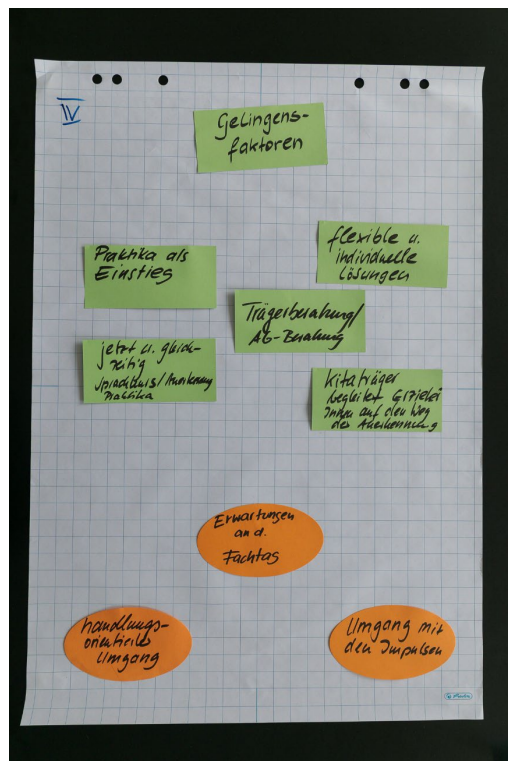 IV
Gelingens-
faktoren
Praktika als
Einstieg
flexible u.
individuelle
Lösungen
Trägerberatung/
AG-Beratung
jetzt u. gleich-
zeitig
Sprachkurs/Anerkennung
Praktika
Kitaträger
begleitet Erzieher
Innen auf den Weg
der Anerkennung
Erwartungen
an d.
Fachtag
handlungs-
orientierter
Umgang
Umgang mit
den Impulsen